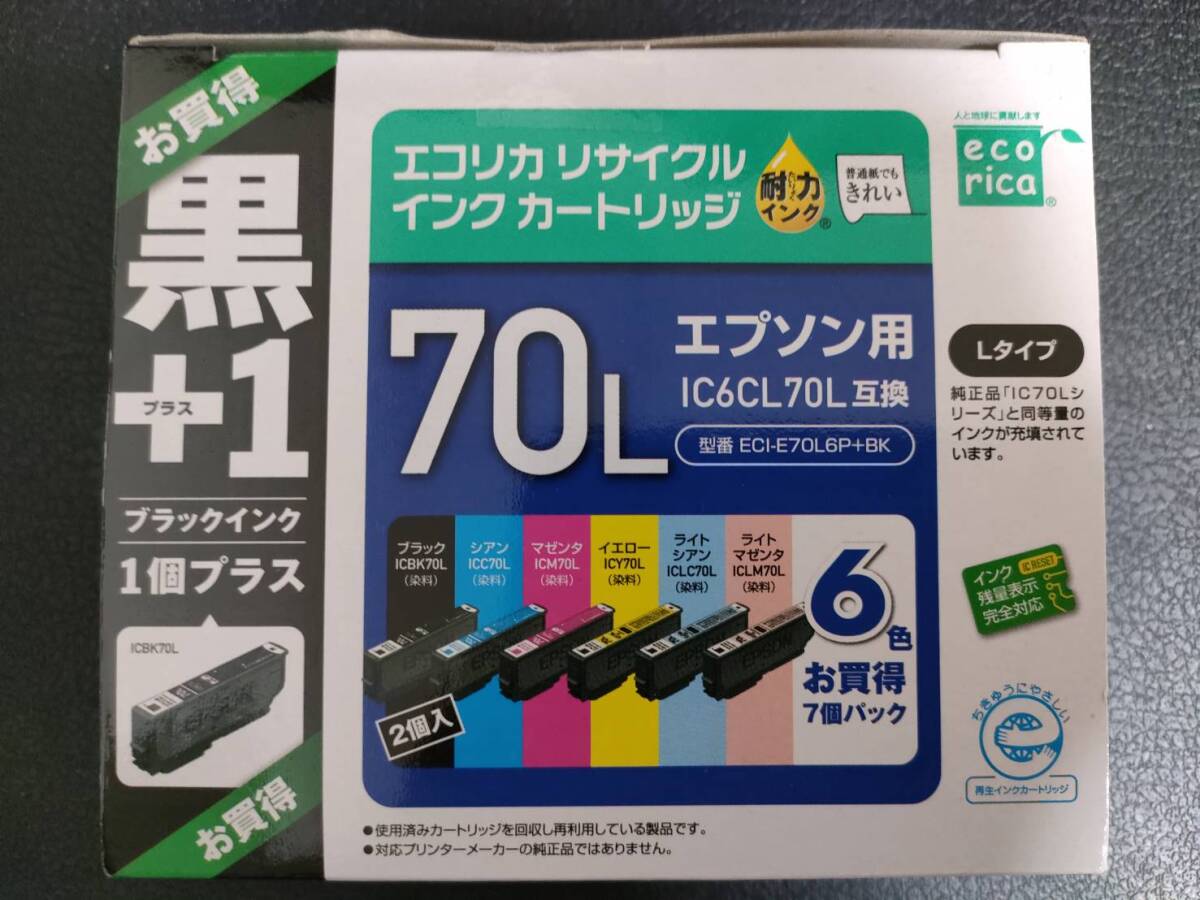 お買得
黒
プラス
+1
ブラックインク
1個プラス
ICBK70L
お買得
エコリカ リサイクル
インク カートリッジ
耐力
たいりょく
インク®
普通紙でも
きれい
人と地球に貢献します
eco
rica®
70L
エプソン用
IC6CL70L互換
型番 ECI-E70L6P+BK
Lタイプ
純正品「IC70Lシ
リーズ」と同等量の
インクが充填されて
います。
ブラック
ICBK70L
(染料)
シアン
ICC70L
(染料)
マゼンタ
ICM70L
(染料)
イエロー
ICY70L
(染料)
ライト
シアン
ICLC70L
(染料)
ライト
マゼンタ
ICLM70L
(染料)
2個入
6色
お買得
7個パック
IC RESET
インク
残量表示
完全対応
ちきゅうにやさしい
再生インクカートリッジ
●使用済みカートリッジを回収し再利用している製品です。
●対応プリンターメーカーの純正品ではありません。